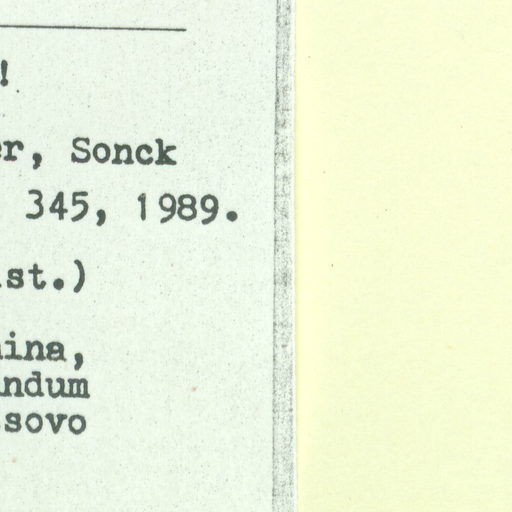 !
r, Sonck
345, 1989.
st.)
ina,
ndum
sovo